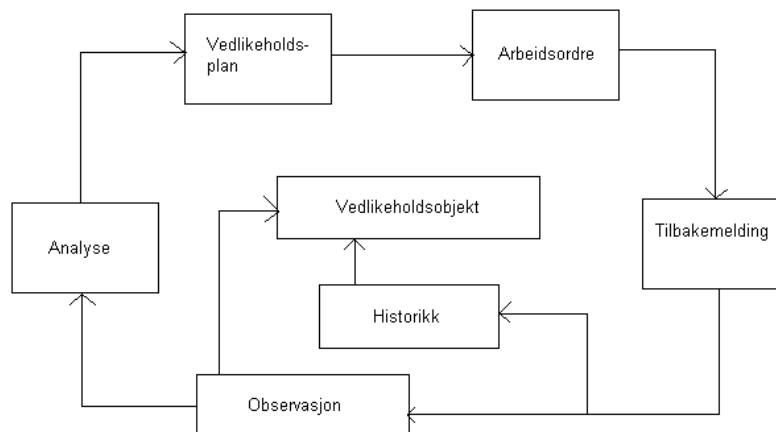 Vedlikeholds-
plan
Arbeidsordre
Vedlikeholdsobjekt
Tilbakemelding
Analyse
Historikk
Observasjon